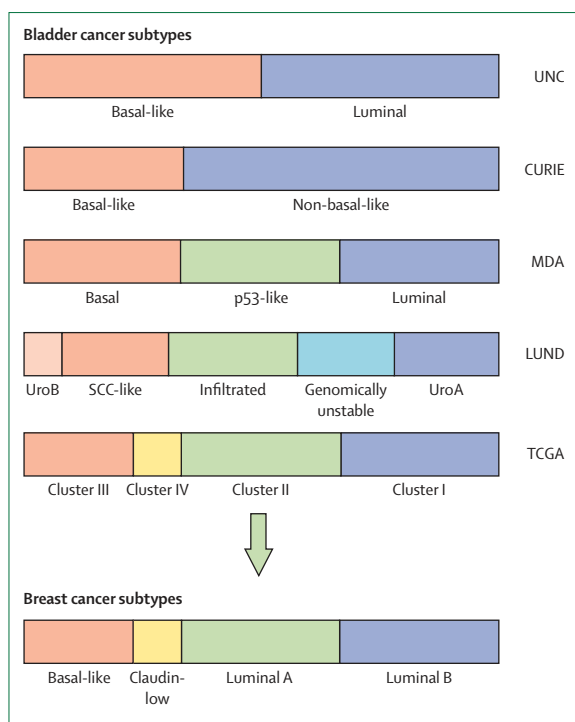 Bladder cancer subtypes
UNC
Basal-like Luminal
CURIE
Basal-like Non-basal-like
MDA
Basal p53-like Luminal
LUND
UroB SCC-like Infiltrated Genomically UroA
unstable
TCGA
Cluster III Cluster IV Cluster II Cluster I
Breast cancer subtypes
Basal-like Claudin- Luminal A Luminal B
low